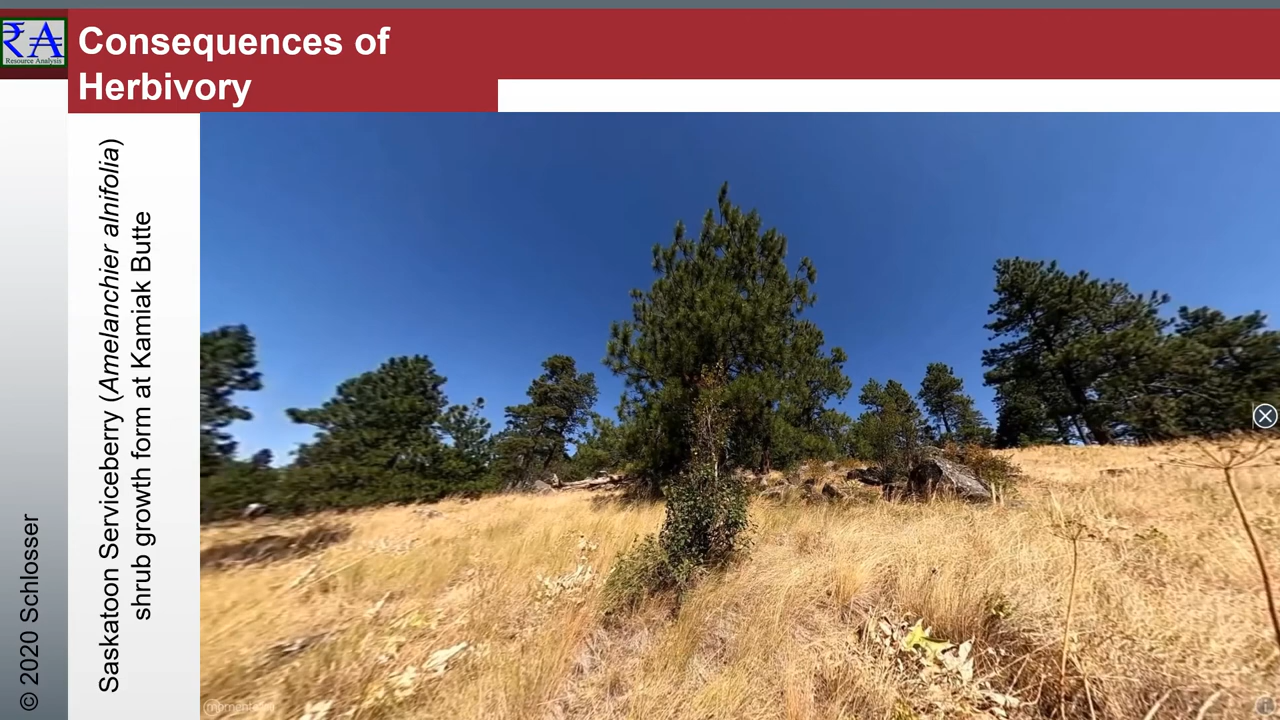 RA
Resource Analysis
Consequences of
Herbivory
Saskatoon Serviceberry (Amelanchier alnifolia)
shrub growth form at Kamiak Butte
© 2020 Schlosser